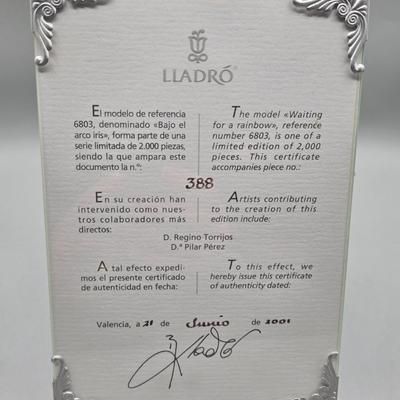 LLADRÓ®
El modelo de referencia
6803, denominado «Bajo el
arco iris», forma parte de una
serie limitada de 2.000 piezas,
siendo la que ampara este
documento la n.º:
The model «Waiting
for a rainbow», reference
number 6803, is one of a
limited edition of 2,000
pieces. This certificate
accompanies piece no.:
388
En su creación han
intervenido como nues-
tros colaboradores más
directos:
Artists contributing
to the creation of this
edition include:
D. Regino Torrijos
D.ª Pilar Pérez
A tal efecto expedi-
mos el presente certificado
de autenticidad en fecha:
To this effect, we
hereby issue this certificate
of authenticity dated:
Valencia, a 21 de Junio de 2001